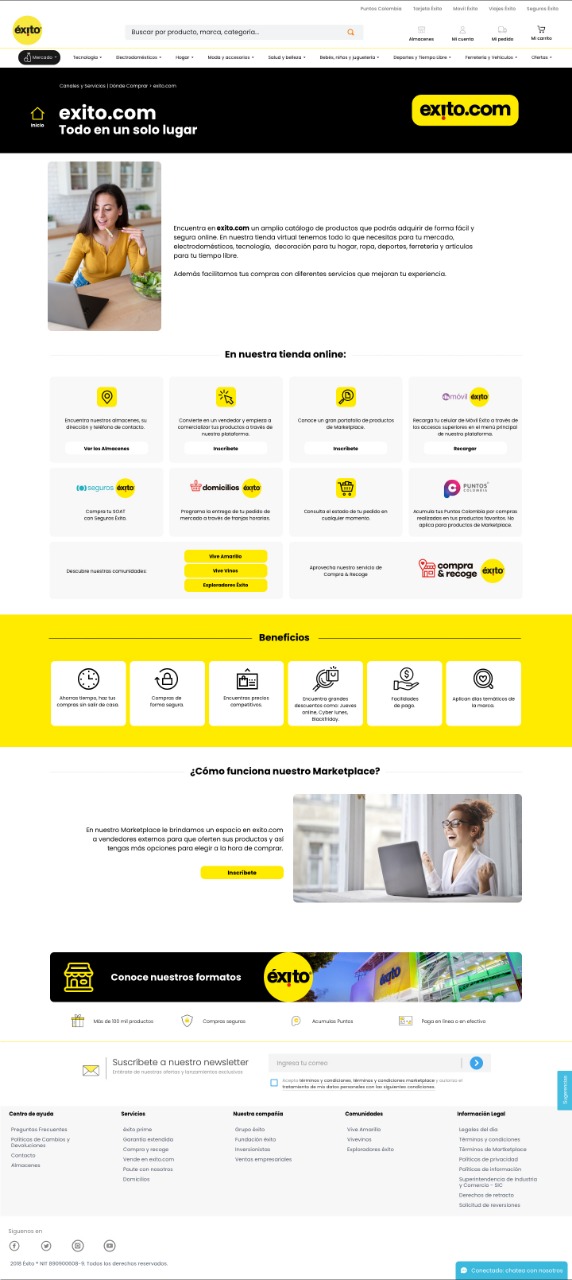 Puntos Colombia Tarjeta Éxito Móvil Éxito Viajes Éxito Seguros Éxito
éxito
Buscar por producto, marca, categoría...
Almacenes Mi cuenta Mi pedido Mi carrito
Mercado Tecnología Electrodomésticos Hogar Moda y accesorios Salud y Belleza Bebés, niños y juguetería Deportes y Tiempo Libre Ferretería y Vehículos Ofertas
Canales y Servicios | Dónde Comprar > exito.com
Inicio
exito.com
Todo en un solo lugar
exito.com
Encuentra en exito.com un amplio catálogo de productos que podrás adquirir de forma fácil y
segura online. En nuestra tienda virtual tenemos todo lo que necesitas para tu mercado,
electrodomésticos, tecnología, decoración para tu hogar, ropa, deportes, ferretería y artículos
para tu tiempo libre.
Además facilitamos tus compras con diferentes servicios que mejoran tu experiencia.
En nuestra tienda online:
Encuentra nuestros almacenes, su
dirección y teléfono de contacto.
Ver los Almacenes
Convierte en un vendedor y empieza a
comercializar tus productos a través de
nuestra plataforma.
Inscríbete
Conoce un gran portafolio de productos
de Marketplace.
Inscríbete
móvil éxito
Recarga tu celular de Móvil Éxito a través de
los accesos superiores en el menú principal
de nuestra plataforma.
Recargar
seguros éxito
Compra tu SOAT
con Seguros Éxito.
domicilios éxito
Programa la entrega de tu pedido de
mercado a través de franjas horarias.
Consulta el estado de tu pedido en
cualquier momento.
PUNTOS
COLOMBIA
Acumula tus Puntos Colombia por compras
realizadas en tus productos favoritos. No
aplica para productos de Marketplace.
Descubre nuestras comunidades:
Vive Amarillo
Vive Vinos
Exploradores Éxito
Aprovecha nuestro servicio de
Compra & Recoge
compra
& recoge
éxito
Beneficios
Ahorras tiempo, haz tus
compras sin salir de casa.
Compras de
forma segura.
Encuentras precios
competitivos.
Encuentra grandes
descuentos como: Jueves
online, Cyber lunes,
Blackfriday.
Facilidades
de pago.
Aplican días temáticos de
la marca.
¿Cómo funciona nuestro Marketplace?
En nuestro Marketplace le brindamos un espacio en exito.com
a vendedores externos para que oferten sus productos y así
tengas más opciones para elegir a la hora de comprar.
Inscríbete
Conoce nuestros formatos
éxito
éxito
Más de 100 mil productos
Compras seguras
Acumulas Puntos
Paga en línea o en efectivo
Suscríbete a nuestro newsletter
Entérate de nuestras ofertas y lanzamientos exclusivos
Ingresa tu correo
Acepto términos y condiciones, términos y condiciones marketplace y autorizo el
tratamiento de mis datos personales con las siguientes condiciones.
Sugerencias
Centro de ayuda
Preguntas Frecuentes
Políticas de Cambios y
Devoluciones
Contacto
Almacenes
Servicios
éxito prime
Garantía extendida
Compra y recoge
Vende en exito.com
Paute con nosotros
Domicilios
Nuestra compañía
Grupo éxito
Fundación éxito
Inversionistas
Ventas empresariales
Comunidades
Vive Amarillo
Vivevinos
Exploradores éxito
Información Legal
Legales del día
Términos y condiciones
Términos de Marketplace
Políticas de privacidad
Políticas de Información
Superintendencia de Industria
y Comercio - SIC
Derechos de retracto
Solicitud de reversiones
Síguenos en
2018 Éxito ® NIT 890900608-9. Todos los derechos reservados.
Conectado: chatea con nosotros